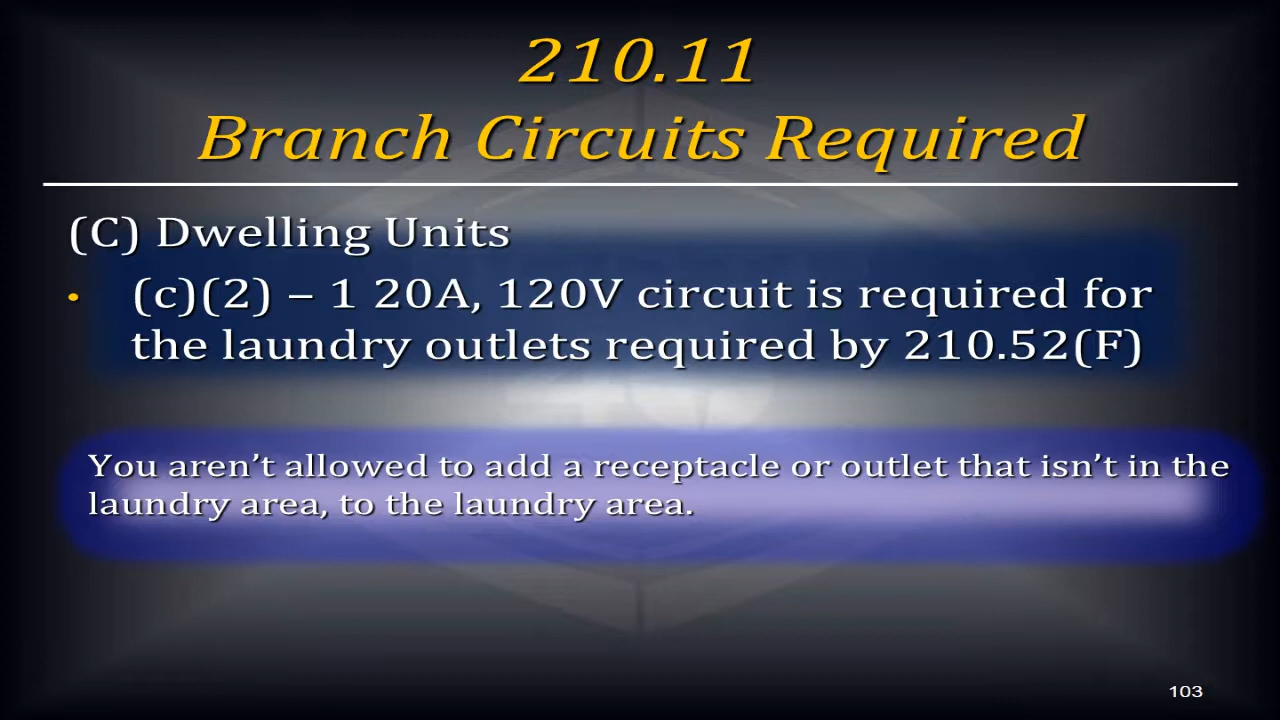 210.11
Branch Circuits Required
(C) Dwelling Units
• (c)(2) – 1 20A, 120V circuit is required for
the laundry outlets required by 210.52(F)
You aren’t allowed to add a receptacle or outlet that isn’t in the
laundry area, to the laundry area.
103